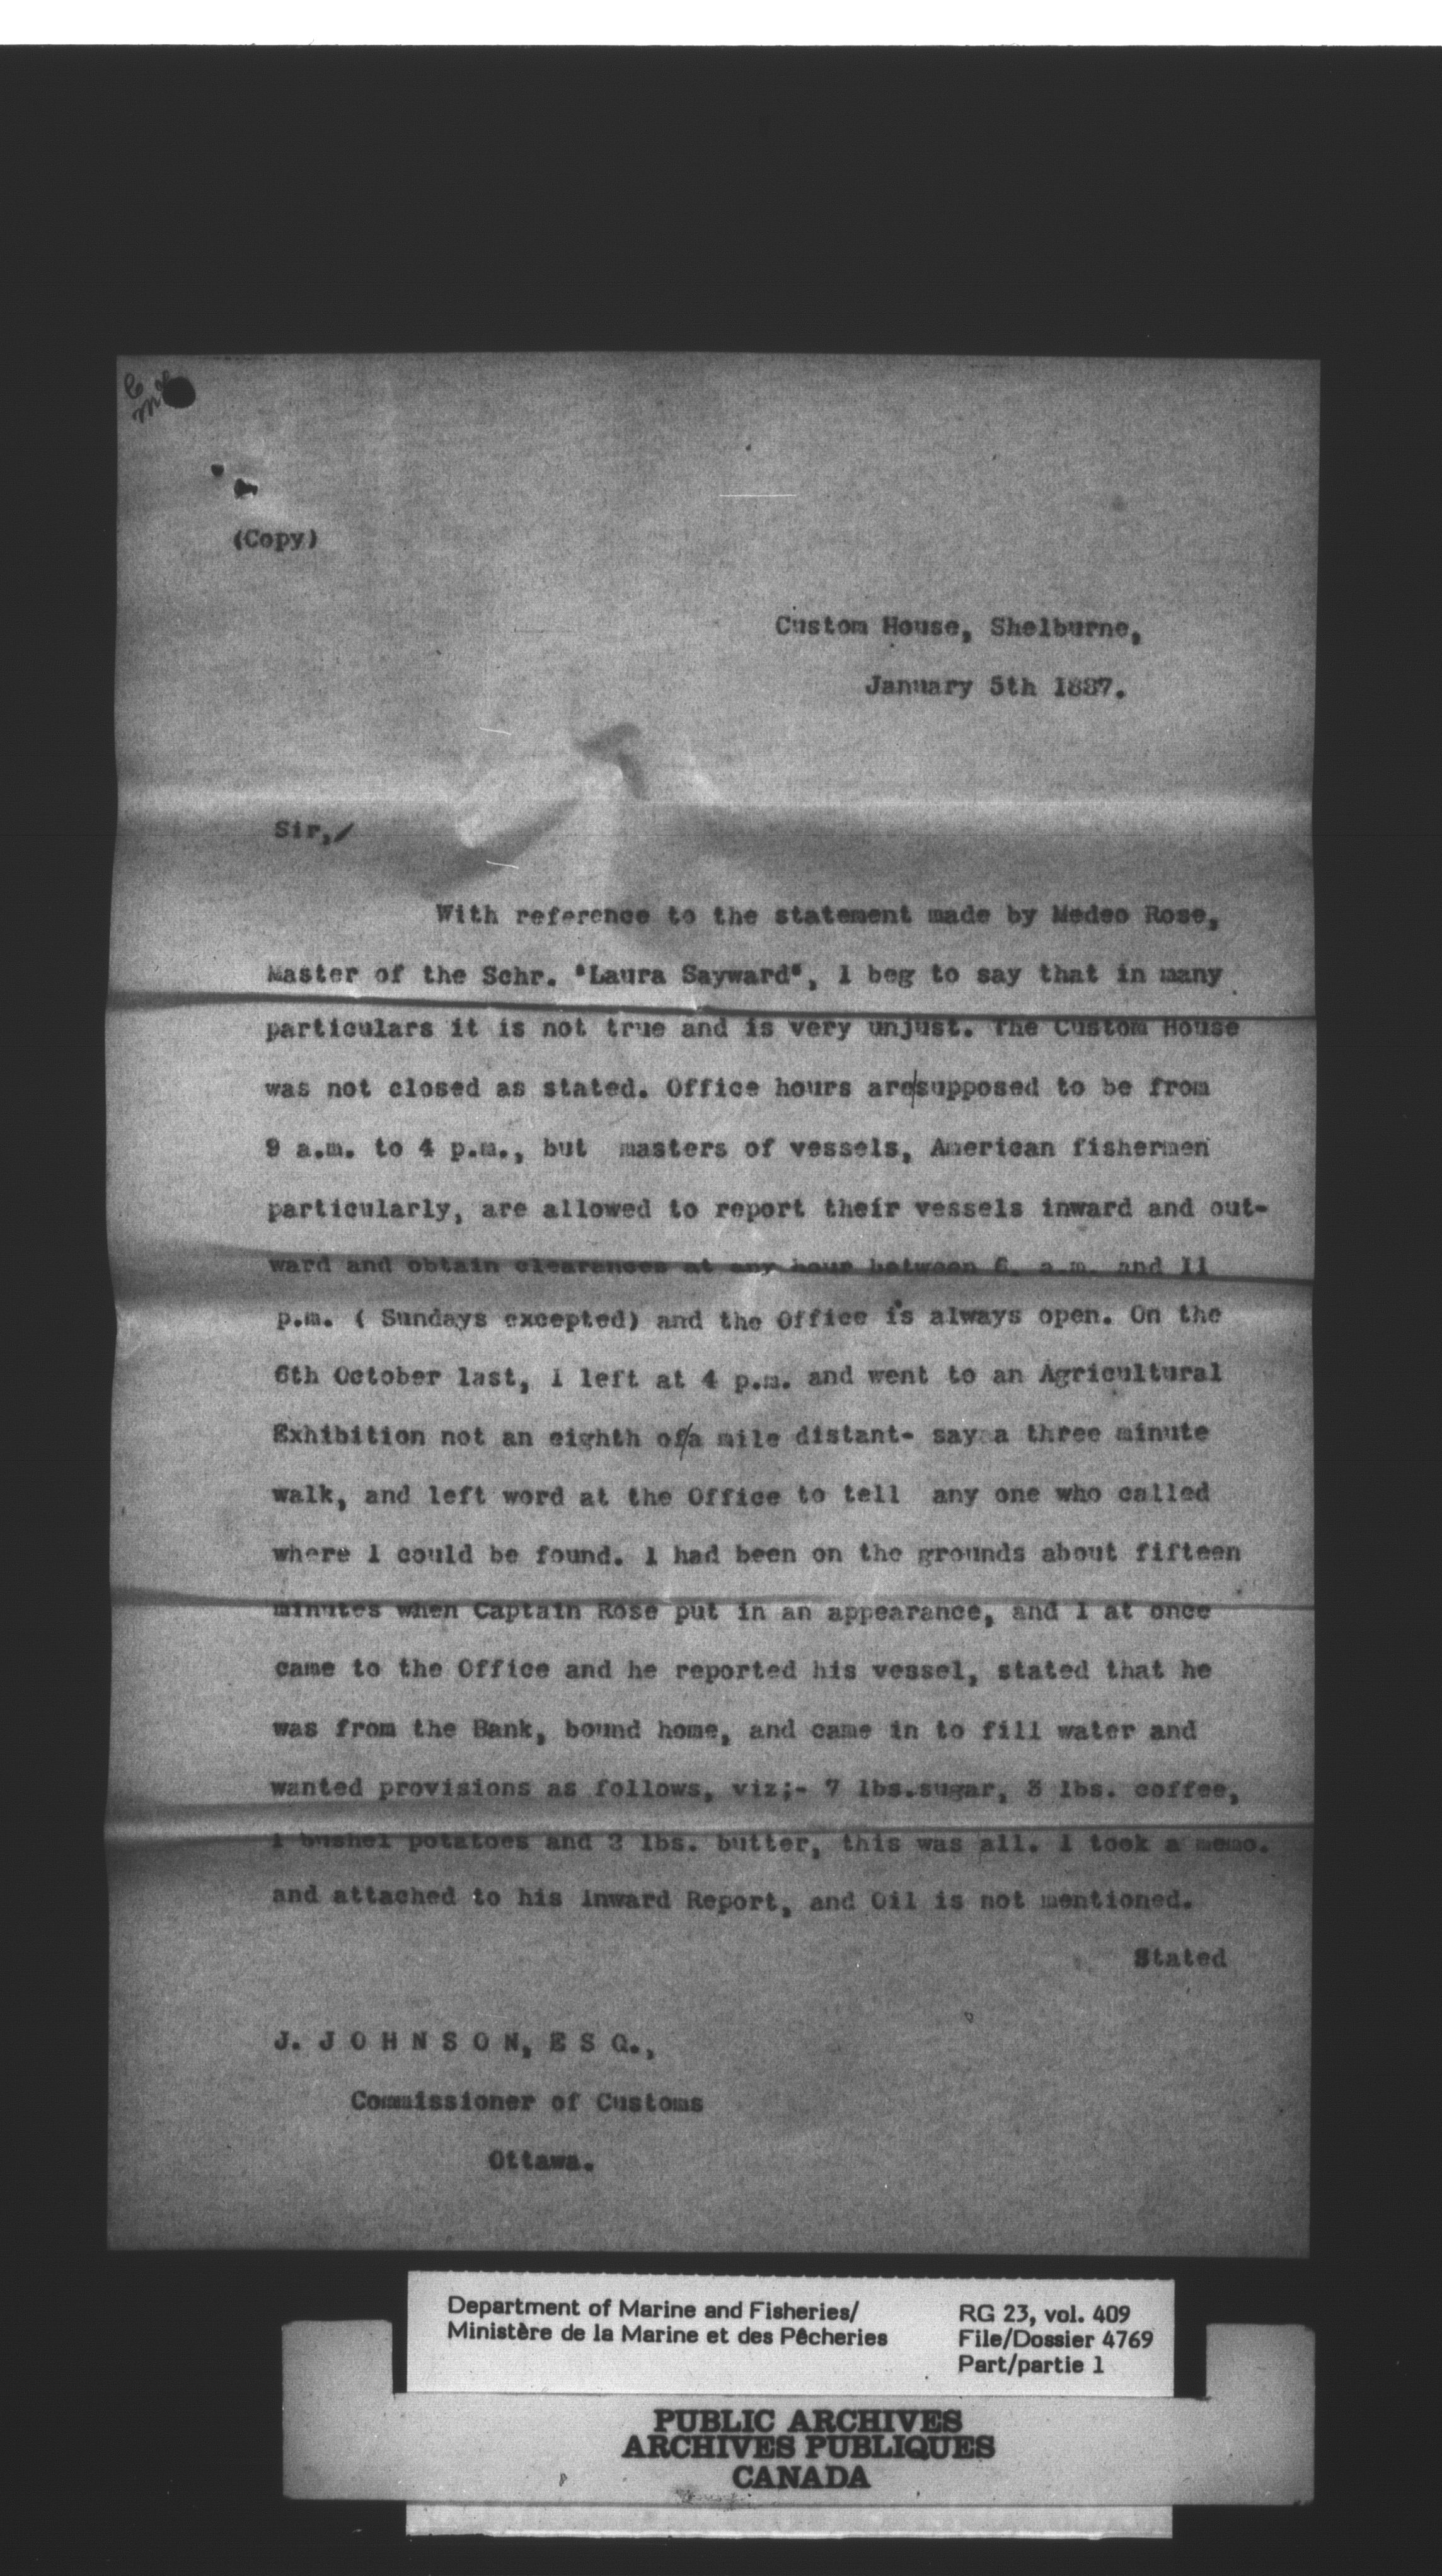 (Copy)
Custom House, Shelburne,
January 5th 1887.
Sir,
With reference to the statement made by Medeo Rose,
Master of the Schr. "Laura Sayward", I beg to say that in many
particulars it is not true and is very unjust. The Custom House
was not closed as stated. Office hours are/supposed to be from
9 a.m. to 4 p.m., but masters of vessels, American fishermen
particularly, are allowed to report their vessels inward and out-
ward and obtain clearances at any hour between 6. a.m. and 11
p.m. ( Sundays excepted) and the Office is always open. On the
6th October last, I left at 4 p.m. and went to an Agricultural
Exhibition not an eighth of/a mile distant- say a three minute
walk, and left word at the Office to tell any one who called
where I could be found. I had been on the grounds about fifteen
minutes when Captain Rose put in an appearance, and I at once
came to the Office and he reported his vessel, stated that he
was from the Bank, bound home, and came in to fill water and
wanted provisions as follows, viz;- 7 lbs.sugar, 3 lbs. coffee,
1 bushel potatoes and 2 lbs. butter, this was all. I took a memo.
and attached to his Inward Report, and Oil is not mentioned.
Stated
J. J O H N S O N, E S Q.,
Commissioner of Customs
Ottawa.
Department of Marine and Fisheries/
Ministère de la Marine et des Pêcheries
RG 23, vol. 409
File/Dossier 4769
Part/partie 1
PUBLIC ARCHIVES
ARCHIVES PUBLIQUES
CANADA